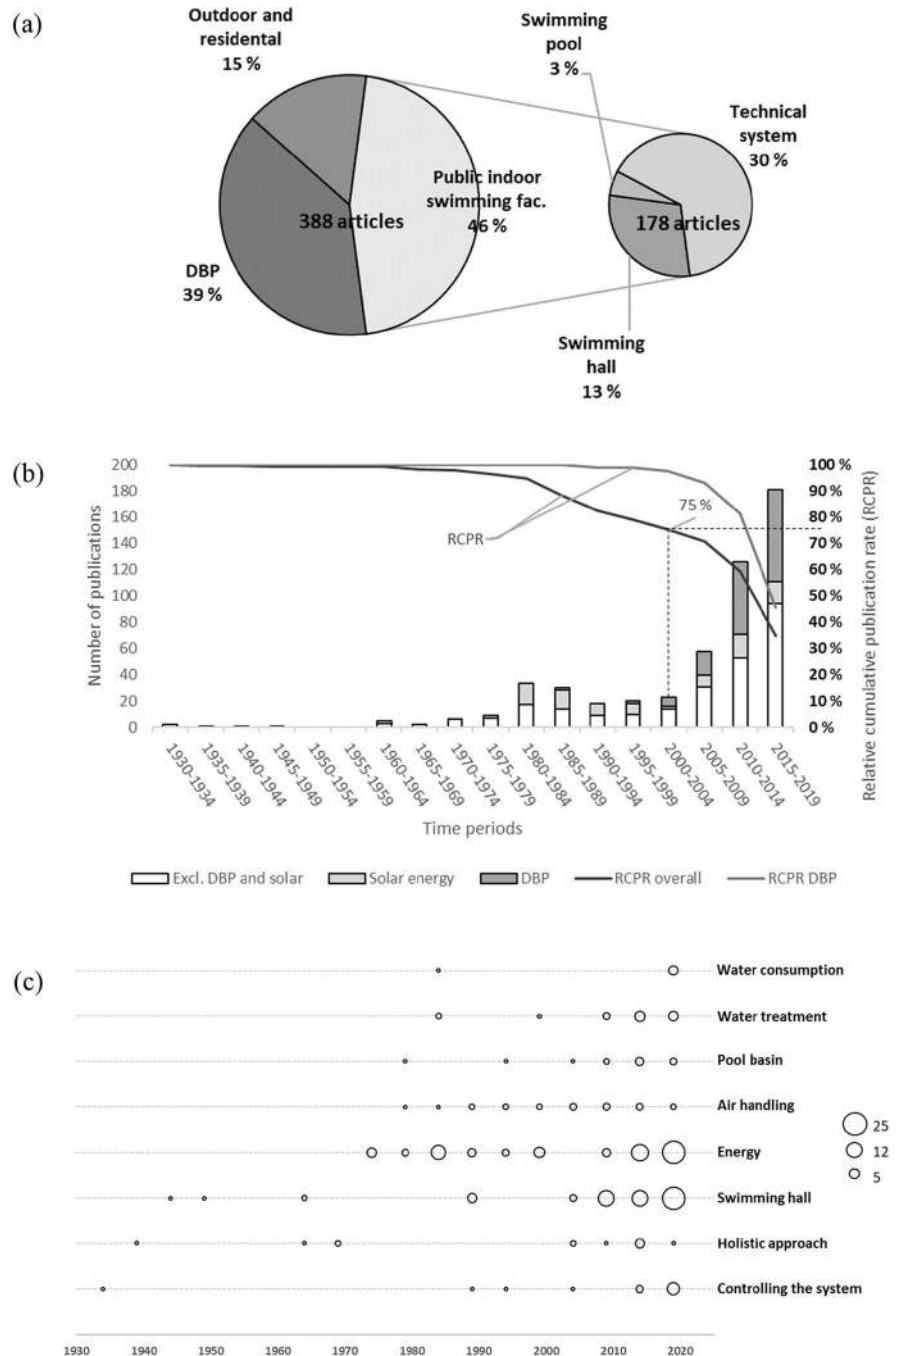 (a)
Outdoor and
residental
15 %
Swimming
pool
3 %
Technical
system
30 %
Public indoor
swimming fac.
46 %
388 articles
178 articles
DBP
39 %
Swimming
hall
13 %
(b)
200
180
160
140
120
100
80
60
40
20
0
Number of publications
100 %
90 %
80 %
70 %
60 %
50 %
40 %
30 %
20 %
10 %
0 %
Relative cumulative publication rate (RCPR)
75 %
RCPR
1930-1934
1935-1939
1940-1944
1945-1949
1950-1954
1955-1959
1960-1964
1965-1969
1970-1974
1975-1979
1980-1984
1985-1989
1990-1994
1995-1999
2000-2004
2005-2009
2010-2014
2015-2019
Time periods
Excl. DBP and solar
Solar energy
DBP
RCPR overall
RCPR DBP
(c)
Water consumption
Water treatment
Pool basin
Air handling
Energy
Swimming hall
Holistic approach
Controlling the system
25
12
5
1930 1940 1950 1960 1970 1980 1990 2000 2010 2020